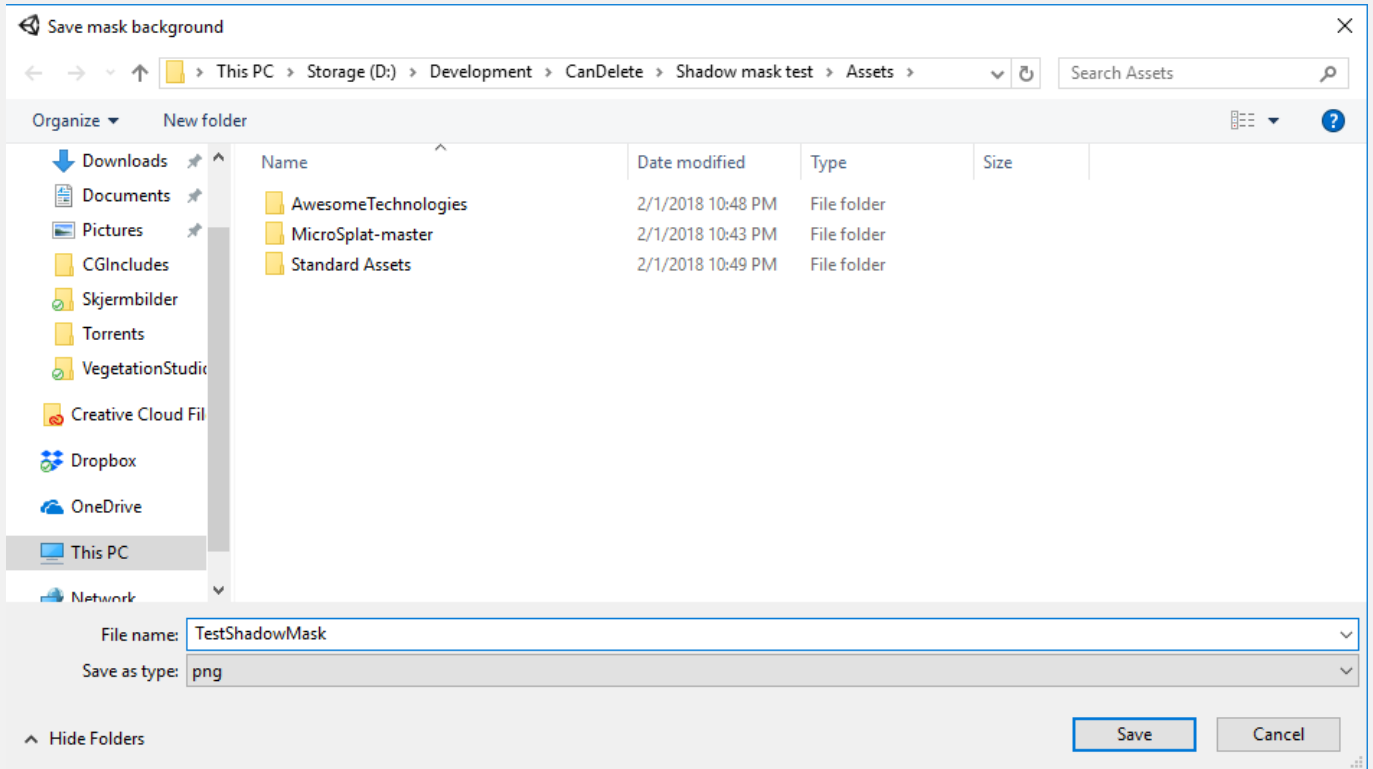 Save mask background
This PC > Storage (D:) > Development > CanDelete > Shadow mask test > Assets >
Search Assets
Organize
New folder
Name
Date modified
Type
Size
Downloads
Documents
Pictures
CGIncludes
Skjermbilder
Torrents
VegetationStudio
Creative Cloud Fil
Dropbox
OneDrive
This PC
Network
AwesomeTechnologies 2/1/2018 10:48 PM File folder
MicroSplat-master 2/1/2018 10:43 PM File folder
Standard Assets 2/1/2018 10:49 PM File folder
File name: TestShadowMask
Save as type: png
Hide Folders
Save
Cancel